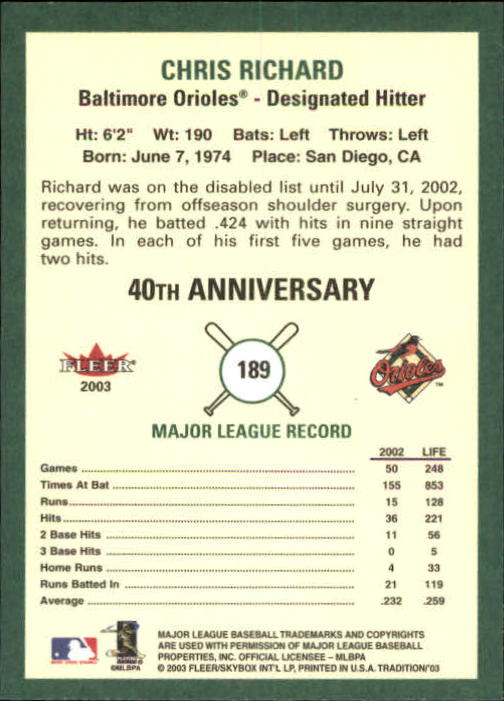 CHRIS RICHARD
Baltimore Orioles® - Designated Hitter
Ht: 6'2" Wt: 190 Bats: Left Throws: Left
Born: June 7, 1974 Place: San Diego, CA
Richard was on the disabled list until July 31, 2002,
recovering from offseason shoulder surgery. Upon
returning, he batted .424 with hits in nine straight
games. In each of his first five games, he had
two hits.
40TH ANNIVERSARY
FLEER®
2003
189
Orioles
™
MAJOR LEAGUE RECORD
2002 LIFE
Games 50 248
Times At Bat 155 853
Runs 15 128
Hits 36 221
2 Base Hits 11 56
3 Base Hits 0 5
Home Runs 4 33
Runs Batted In 21 119
Average .232 .259
©MLBPA
MAJOR LEAGUE BASEBALL TRADEMARKS AND COPYRIGHTS
ARE USED WITH PERMISSION OF MAJOR LEAGUE BASEBALL
PROPERTIES, INC. OFFICIAL LICENSEE - MLBPA
© 2003 FLEER/SKYBOX INT'L LP, PRINTED IN U.S.A. TRADITION/'03